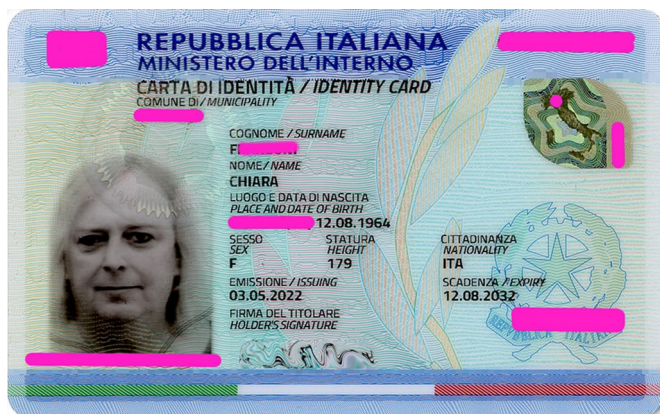 REPUBBLICA ITALIANA
MINISTERO DELL'INTERNO
CARTA DI IDENTITÀ / IDENTITY CARD
COMUNE DI / MUNICIPALITY
COGNOME / SURNAME
NOME / NAME
CHIARA
LUOGO E DATA DI NASCITA
PLACE AND DATE OF BIRTH
12.08.1964
SESSO STATURA CITTADINANZA
SEX HEIGHT NATIONALITY
F 179 ITA
EMISSIONE / ISSUING SCADENZA / EXPIRY
03.05.2022 12.08.2032
FIRMA DEL TITOLARE
HOLDER'S SIGNATURE
REPUBBLICA ITALIANA